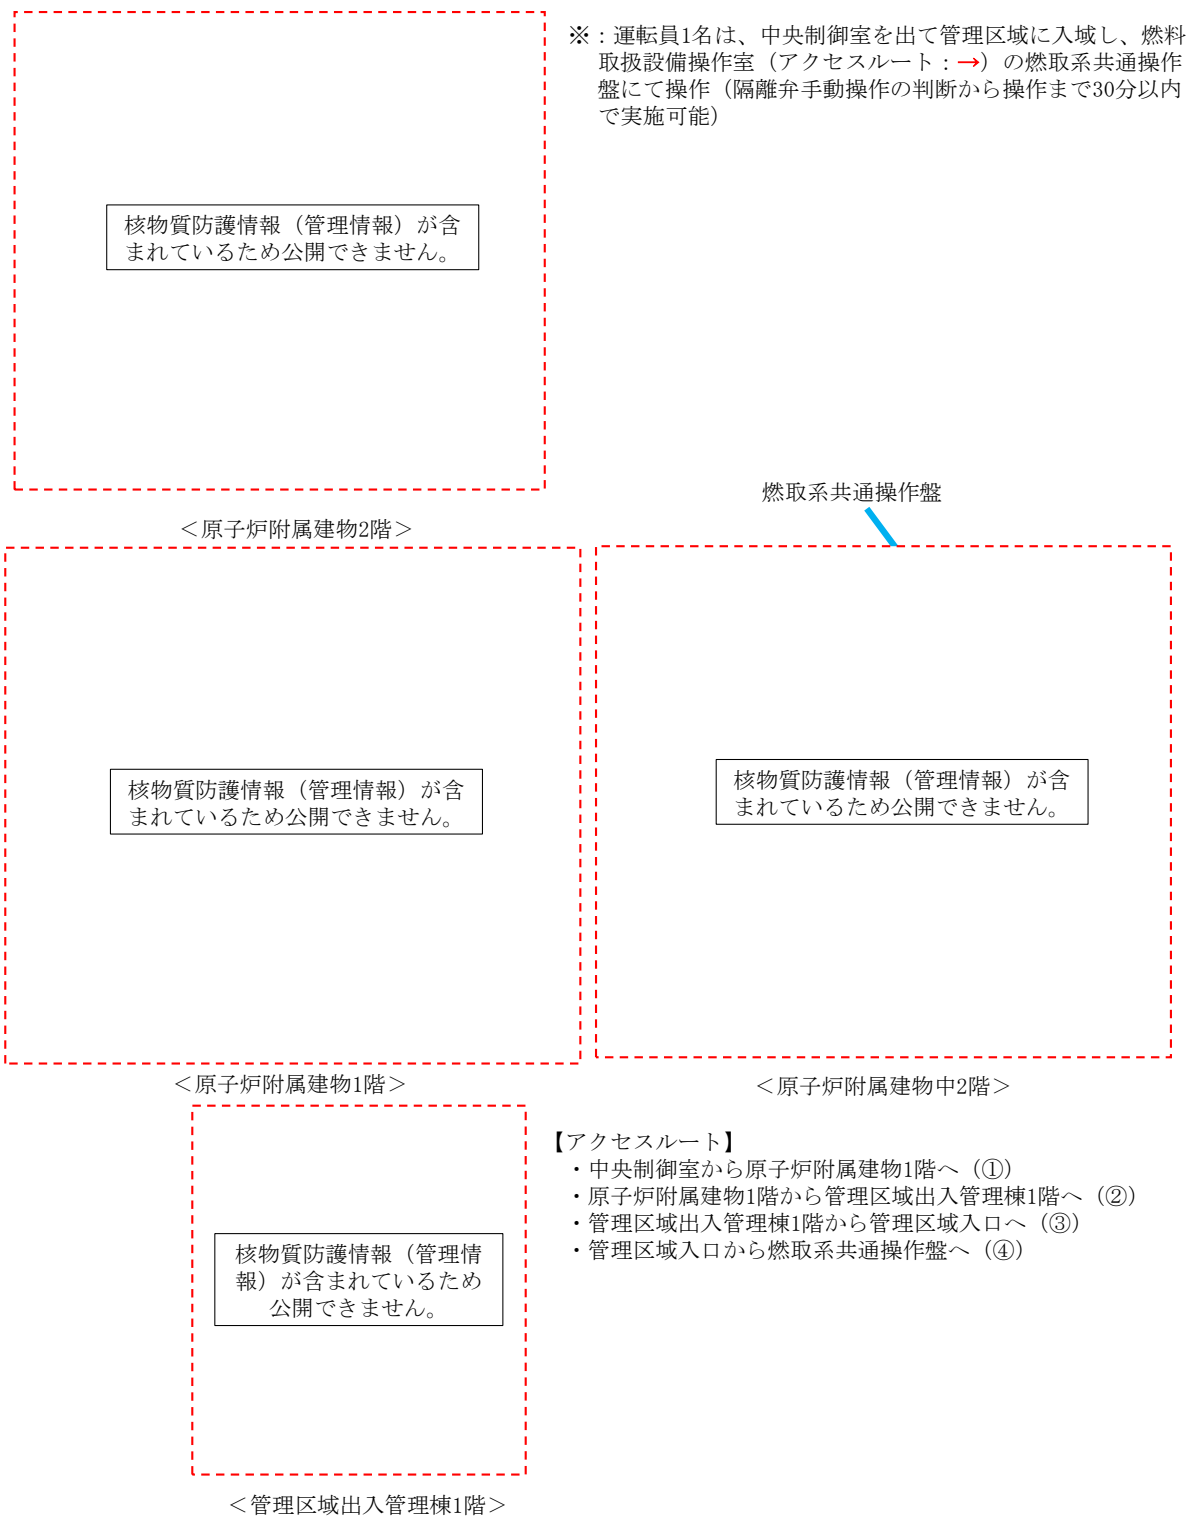 ※：運転員1名は、中央制御室を出て管理区域に入域し、燃料
取扱設備操作室（アクセスルート：→）の燃取系共通操作
盤にて操作（隔離弁手動操作の判断から操作まで30分以内
で実施可能）
核物質防護情報（管理情報）が含
まれているため公開できません。
＜原子炉附属建物2階＞
燃取系共通操作盤
核物質防護情報（管理情報）が含
まれているため公開できません。
＜原子炉附属建物1階＞
核物質防護情報（管理情報）が含
まれているため公開できません。
＜原子炉附属建物中2階＞
核物質防護情報（管理情
報）が含まれているため
公開できません。
＜管理区域出入管理棟1階＞
【アクセスルート】
・中央制御室から原子炉附属建物1階へ（①）
・原子炉附属建物1階から管理区域出入管理棟1階へ（②）
・管理区域出入管理棟1階から管理区域入口へ（③）
・管理区域入口から燃取系共通操作盤へ（④）